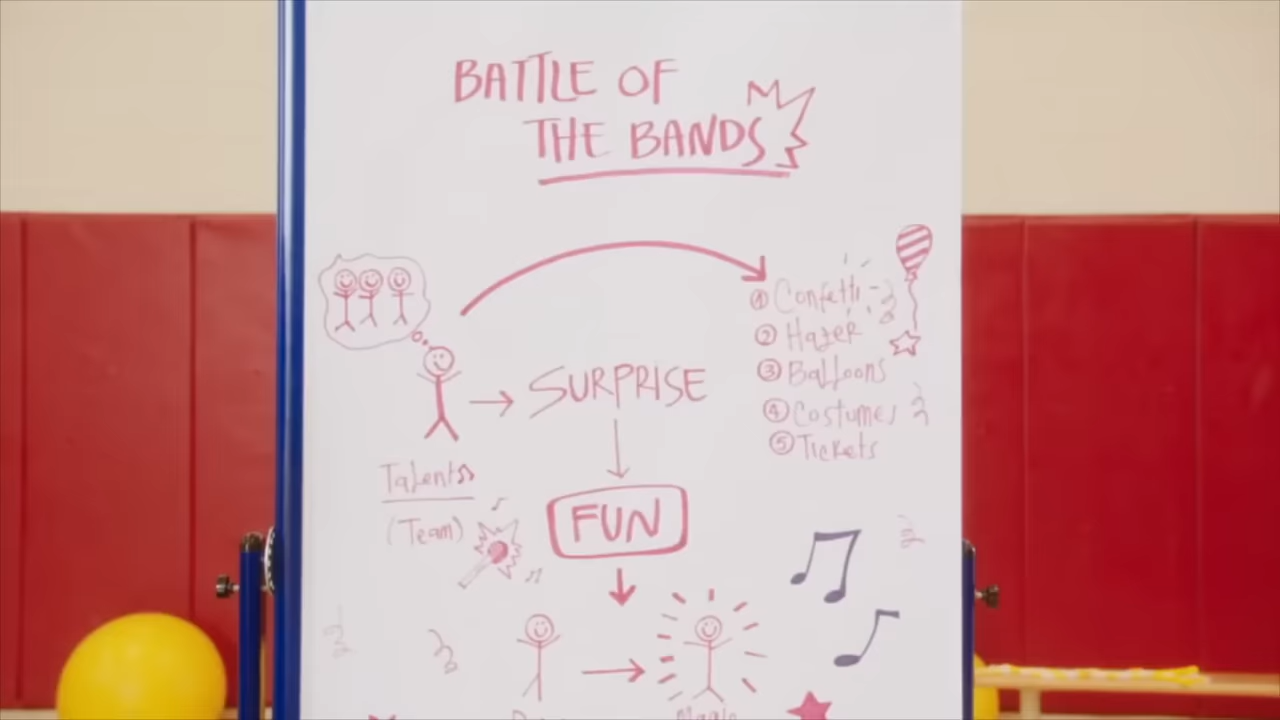 BATTLE OF
THE BANDS
① Confetti
② Hazer
③ Balloons
④ Costumes
⑤ Tickets
SURPRISE
Talents
(Team)
FUN